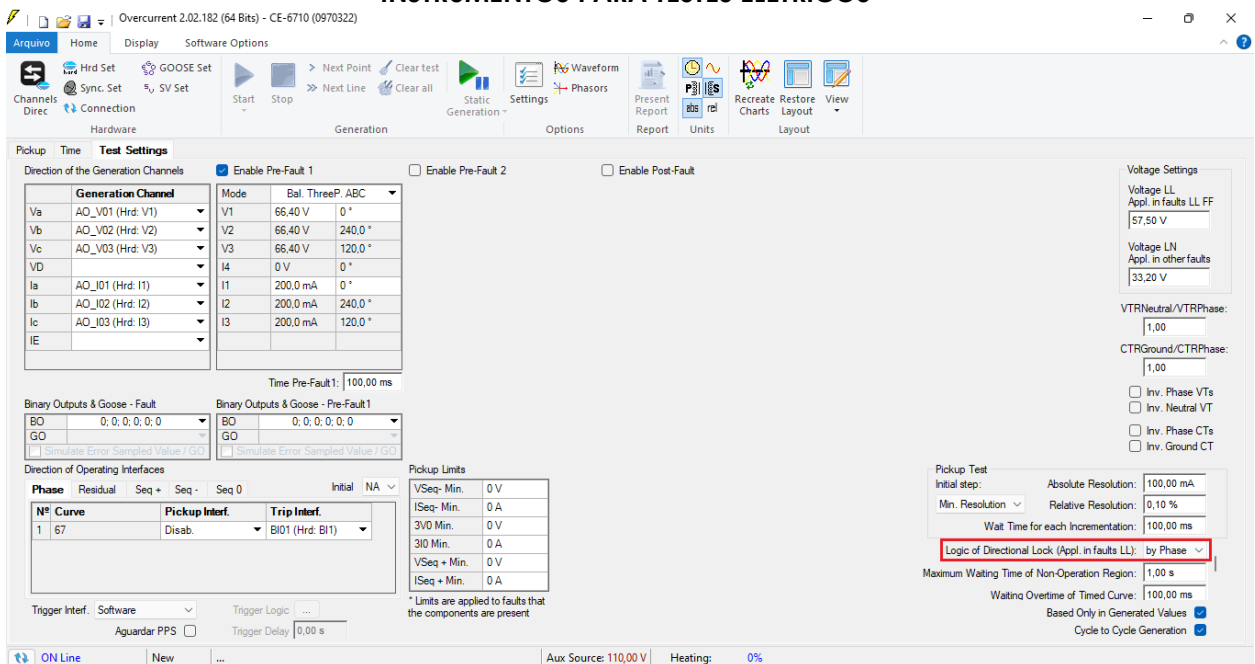 INSTRUMENTOS PARA TESTES ELÉTRICOS
Overcurrent 2.02.182 (64 Bits) - CE-6710 (0970322)
Arquivo Home Display Software Options
Hrd Set GOOSE Set Next Point Clear test Waveform
Sync. Set SV Set Next Line Clear all Phasors
Connection
Channels Direc Start Stop Static Generation Settings Present Report abs rel Recreate Charts Restore Layout View
Hardware Generation Options Report Units Layout
Pickup Time Test Settings
Direction of the Generation Channels
Generation Channel
Va AO_V01 (Hrd: V1)
Vb AO_V02 (Hrd: V2)
Vc AO_V03 (Hrd: V3)
VD
Ia AO_I01 (Hrd: I1)
Ib AO_I02 (Hrd: I2)
Ic AO_I03 (Hrd: I3)
IE
Enable Pre-Fault 1
Mode Bal. ThreeP. ABC
V1 66,40 V 0 °
V2 66,40 V 240,0 °
V3 66,40 V 120,0 °
I4 0 V 0 °
I1 200,0 mA 0 °
I2 200,0 mA 240,0 °
I3 200,0 mA 120,0 °
Time Pre-Fault1: 100,00 ms
Enable Pre-Fault 2
Enable Post-Fault
Voltage Settings
Voltage LL
Appl. in faults LL FF
57,50 V
Voltage LN
Appl. in other faults
33,20 V
VTRNeutral/VTRPhase:
1,00
CTRGround/CTRPhase:
1,00
Inv. Phase VTs
Inv. Neutral VT
Inv. Phase CTs
Inv. Ground CT
Binary Outputs & Goose - Fault
BO 0; 0; 0; 0; 0; 0
GO
Simulate Error Sampled Value / GO
Binary Outputs & Goose - Pre-Fault1
BO 0; 0; 0; 0; 0; 0
GO
Simulate Error Sampled Value / GO
Direction of Operating Interfaces
Phase Residual Seq + Seq - Seq 0 Initial NA
Nº Curve Pickup Interf. Trip Interf.
1 67 Disab. BI01 (Hrd: BI1)
Trigger Interf. Software Trigger Logic ...
Aguardar PPS Trigger Delay 0,00 s
Pickup Limits
VSeq- Min. 0 V
ISeq- Min. 0 A
3V0 Min. 0 V
3I0 Min. 0 A
VSeq + Min. 0 V
ISeq + Min. 0 A
* Limits are applied to faults that
the components are present
Pickup Test
Initial step: Absolute Resolution: 100,00 mA
Min. Resolution Relative Resolution: 0,10 %
Wait Time for each Incrementation: 100,00 ms
Logic of Directional Lock (Appl. in faults LL): by Phase
Maximum Waiting Time of Non-Operation Region: 1,00 s
Waiting Overtime of Timed Curve: 100,00 ms
Based Only in Generated Values
Cycle to Cycle Generation
ON Line New ... Aux Source: 110,00 V Heating: 0%